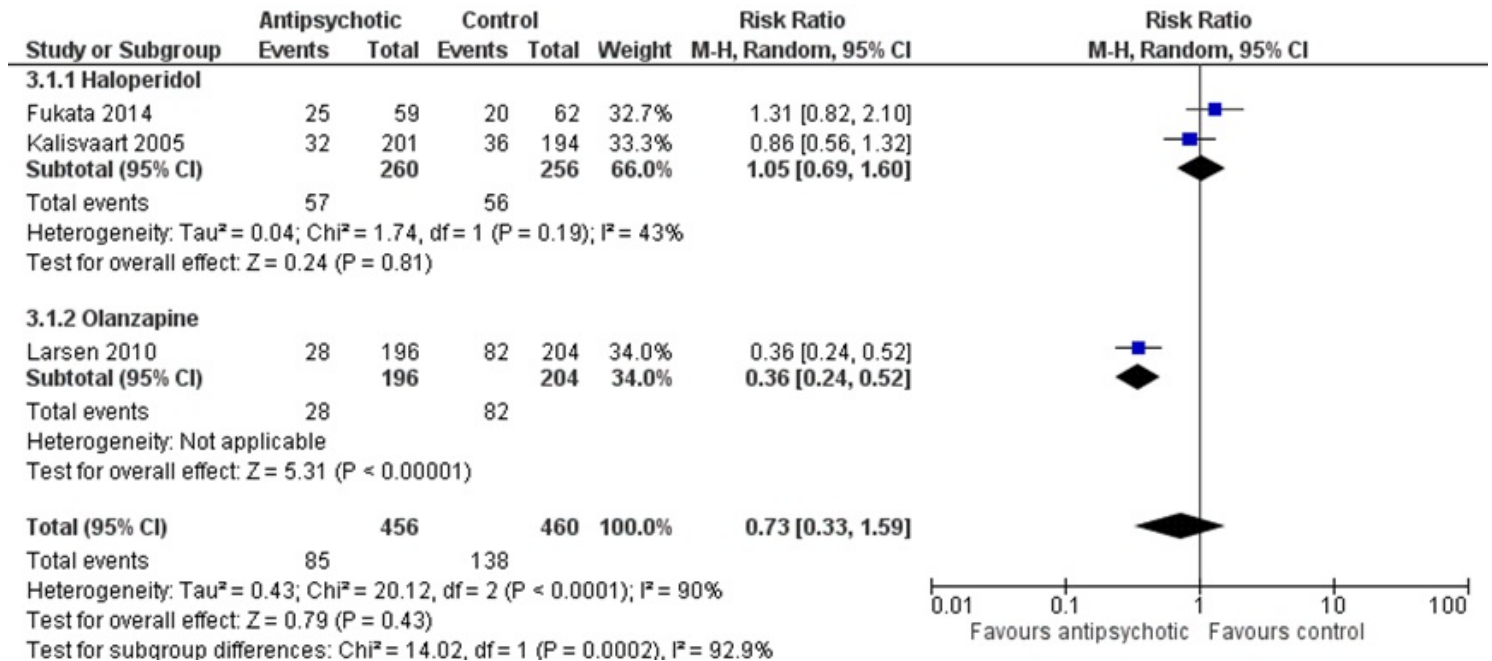 Antipsychotic Control Risk Ratio Risk Ratio
Study or Subgroup Events Total Events Total Weight M-H, Random, 95% CI M-H, Random, 95% CI
3.1.1 Haloperidol
Fukata 2014 25 59 20 62 32.7% 1.31 [0.82, 2.10]
Kalisvaart 2005 32 201 36 194 33.3% 0.86 [0.56, 1.32]
Subtotal (95% CI) 260 256 66.0% 1.05 [0.69, 1.60]
Total events 57 56
Heterogeneity: Tau² = 0.04; Chi² = 1.74, df = 1 (P = 0.19); I² = 43%
Test for overall effect: Z = 0.24 (P = 0.81)
3.1.2 Olanzapine
Larsen 2010 28 196 82 204 34.0% 0.36 [0.24, 0.52]
Subtotal (95% CI) 196 204 34.0% 0.36 [0.24, 0.52]
Total events 28 82
Heterogeneity: Not applicable
Test for overall effect: Z = 5.31 (P < 0.00001)
Total (95% CI) 456 460 100.0% 0.73 [0.33, 1.59]
Total events 85 138
Heterogeneity: Tau² = 0.43; Chi² = 20.12, df = 2 (P < 0.0001); I² = 90%
Test for overall effect: Z = 0.79 (P = 0.43)
Test for subgroup differences: Chi² = 14.02, df = 1 (P = 0.0002), I² = 92.9%
0.01 0.1 1 10 100
Favours antipsychotic Favours control